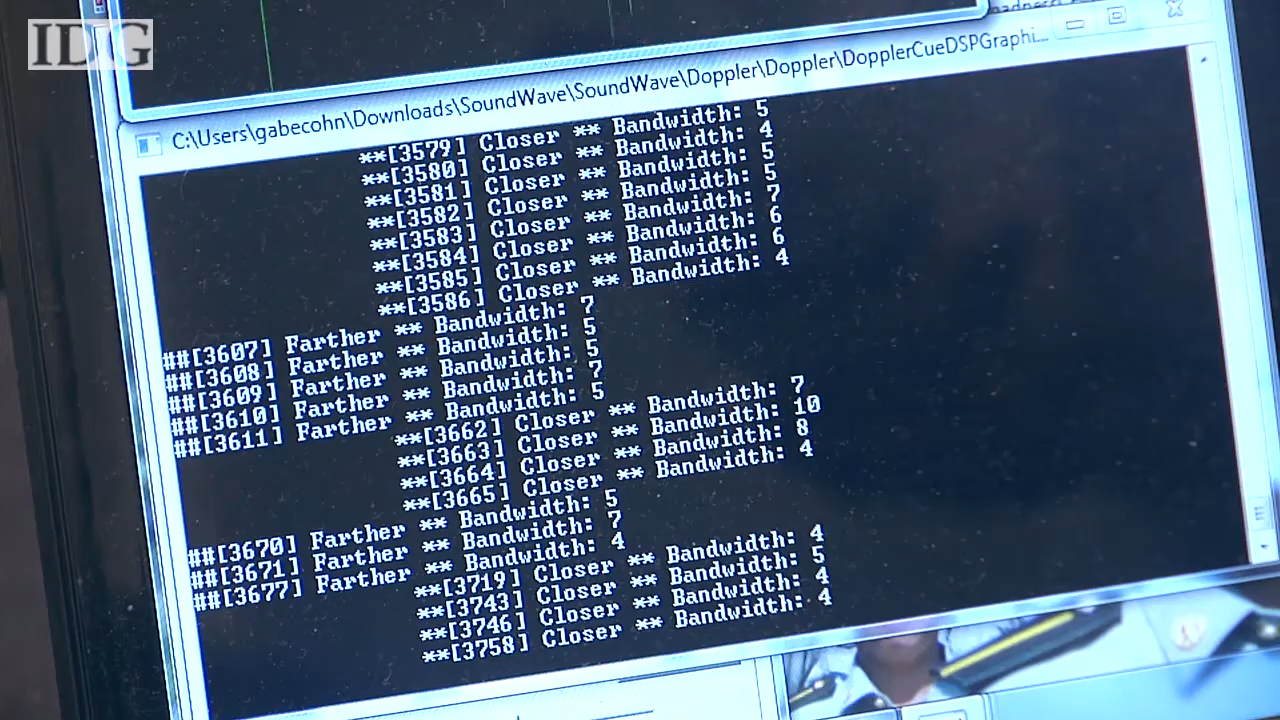 IDG
C:\Users\gabecohn\Downloads\SoundWave\SoundWave\Doppler\Doppler\DopplerCueDSPGraphi...
**[3579] Closer ** Bandwidth: 5
**[3580] Closer ** Bandwidth: 4
**[3581] Closer ** Bandwidth: 5
**[3582] Closer ** Bandwidth: 5
**[3583] Closer ** Bandwidth: 7
**[3584] Closer ** Bandwidth: 6
**[3585] Closer ** Bandwidth: 6
**[3586] Closer ** Bandwidth: 4
##[3607] Farther ** Bandwidth: 7
##[3608] Farther ** Bandwidth: 5
##[3609] Farther ** Bandwidth: 5
##[3610] Farther ** Bandwidth: 7
##[3611] Farther ** Bandwidth: 5
**[3662] Closer ** Bandwidth: 7
**[3663] Closer ** Bandwidth: 10
**[3664] Closer ** Bandwidth: 8
**[3665] Closer ** Bandwidth: 4
##[3670] Farther ** Bandwidth: 5
##[3671] Farther ** Bandwidth: 7
##[3677] Farther ** Bandwidth: 4
**[3719] Closer ** Bandwidth: 4
**[3743] Closer ** Bandwidth: 5
**[3746] Closer ** Bandwidth: 4
**[3758] Closer ** Bandwidth: 4